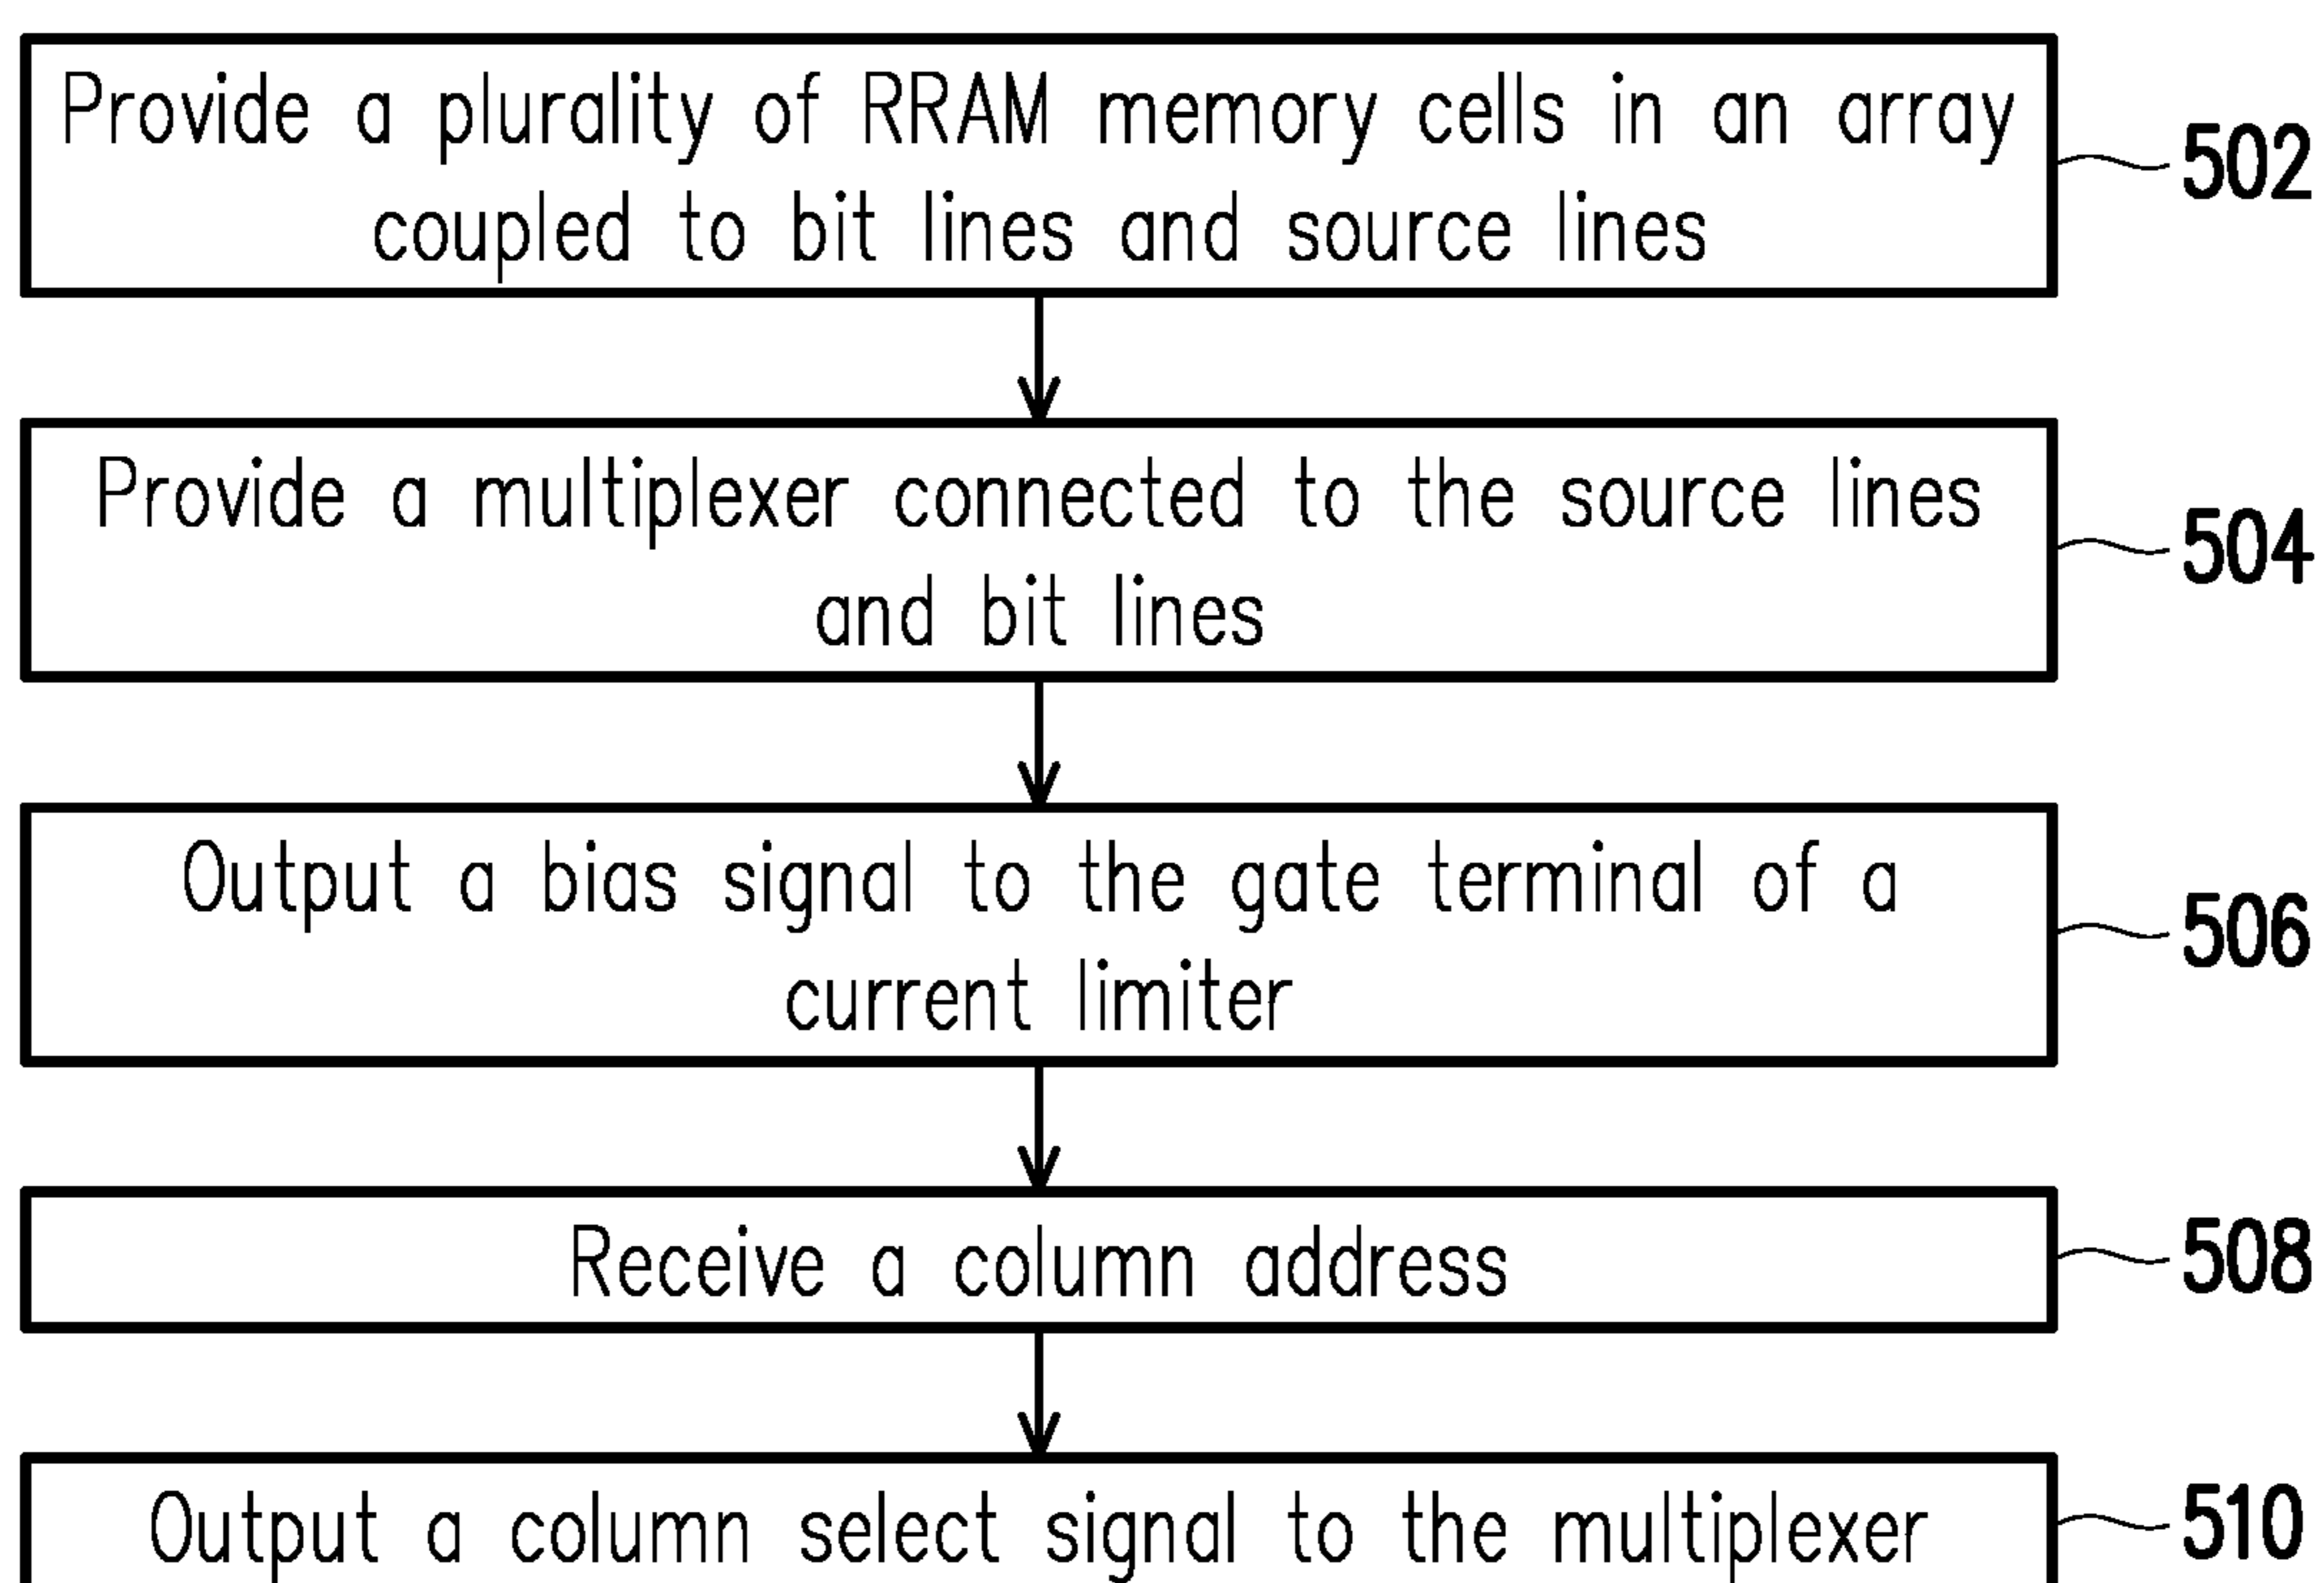 Provide a plurality of RRAM memory cells in an array
coupled to bit lines and source lines
502
Provide a multiplexer connected to the source lines
and bit lines
504
Output a bias signal to the gate terminal of a
current limiter
506
Receive a column address
508
Output a column select signal to the multiplexer
510